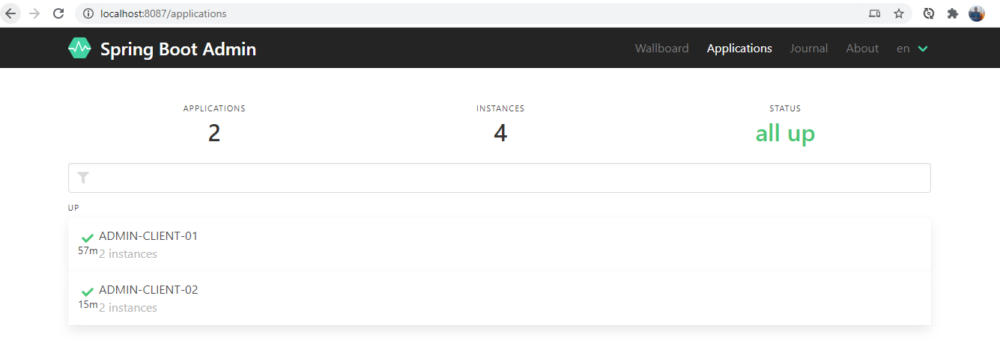 localhost:8087/applications
Spring Boot Admin
Wallboard Applications Journal About en
APPLICATIONS INSTANCES STATUS
2 4 all up
UP
ADMIN-CLIENT-01
57m 2 instances
ADMIN-CLIENT-02
15m 2 instances